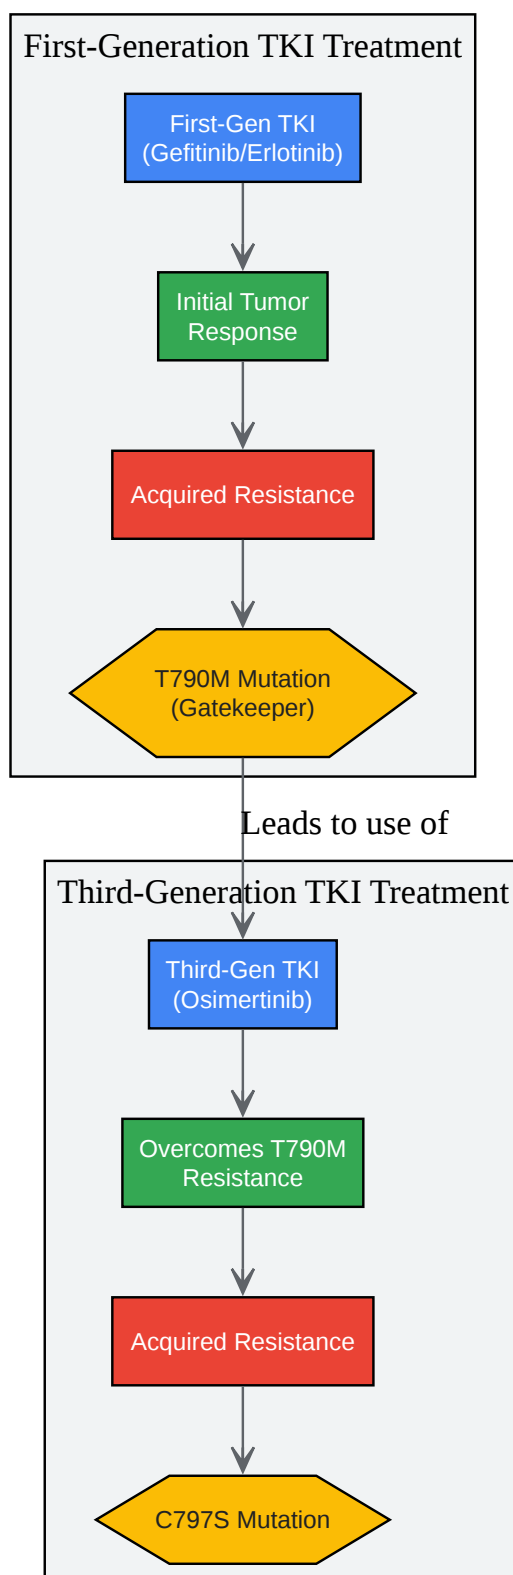 First-Generation TKI Treatment
First-Gen TKI
(Gefitinib/Erlotinib)
Initial Tumor
Response
Acquired Resistance
T790M Mutation
(Gatekeeper)
Leads to use of
Third-Generation TKI Treatment
Third-Gen TKI
(Osimertinib)
Overcomes T790M
Resistance
Acquired Resistance
C797S Mutation